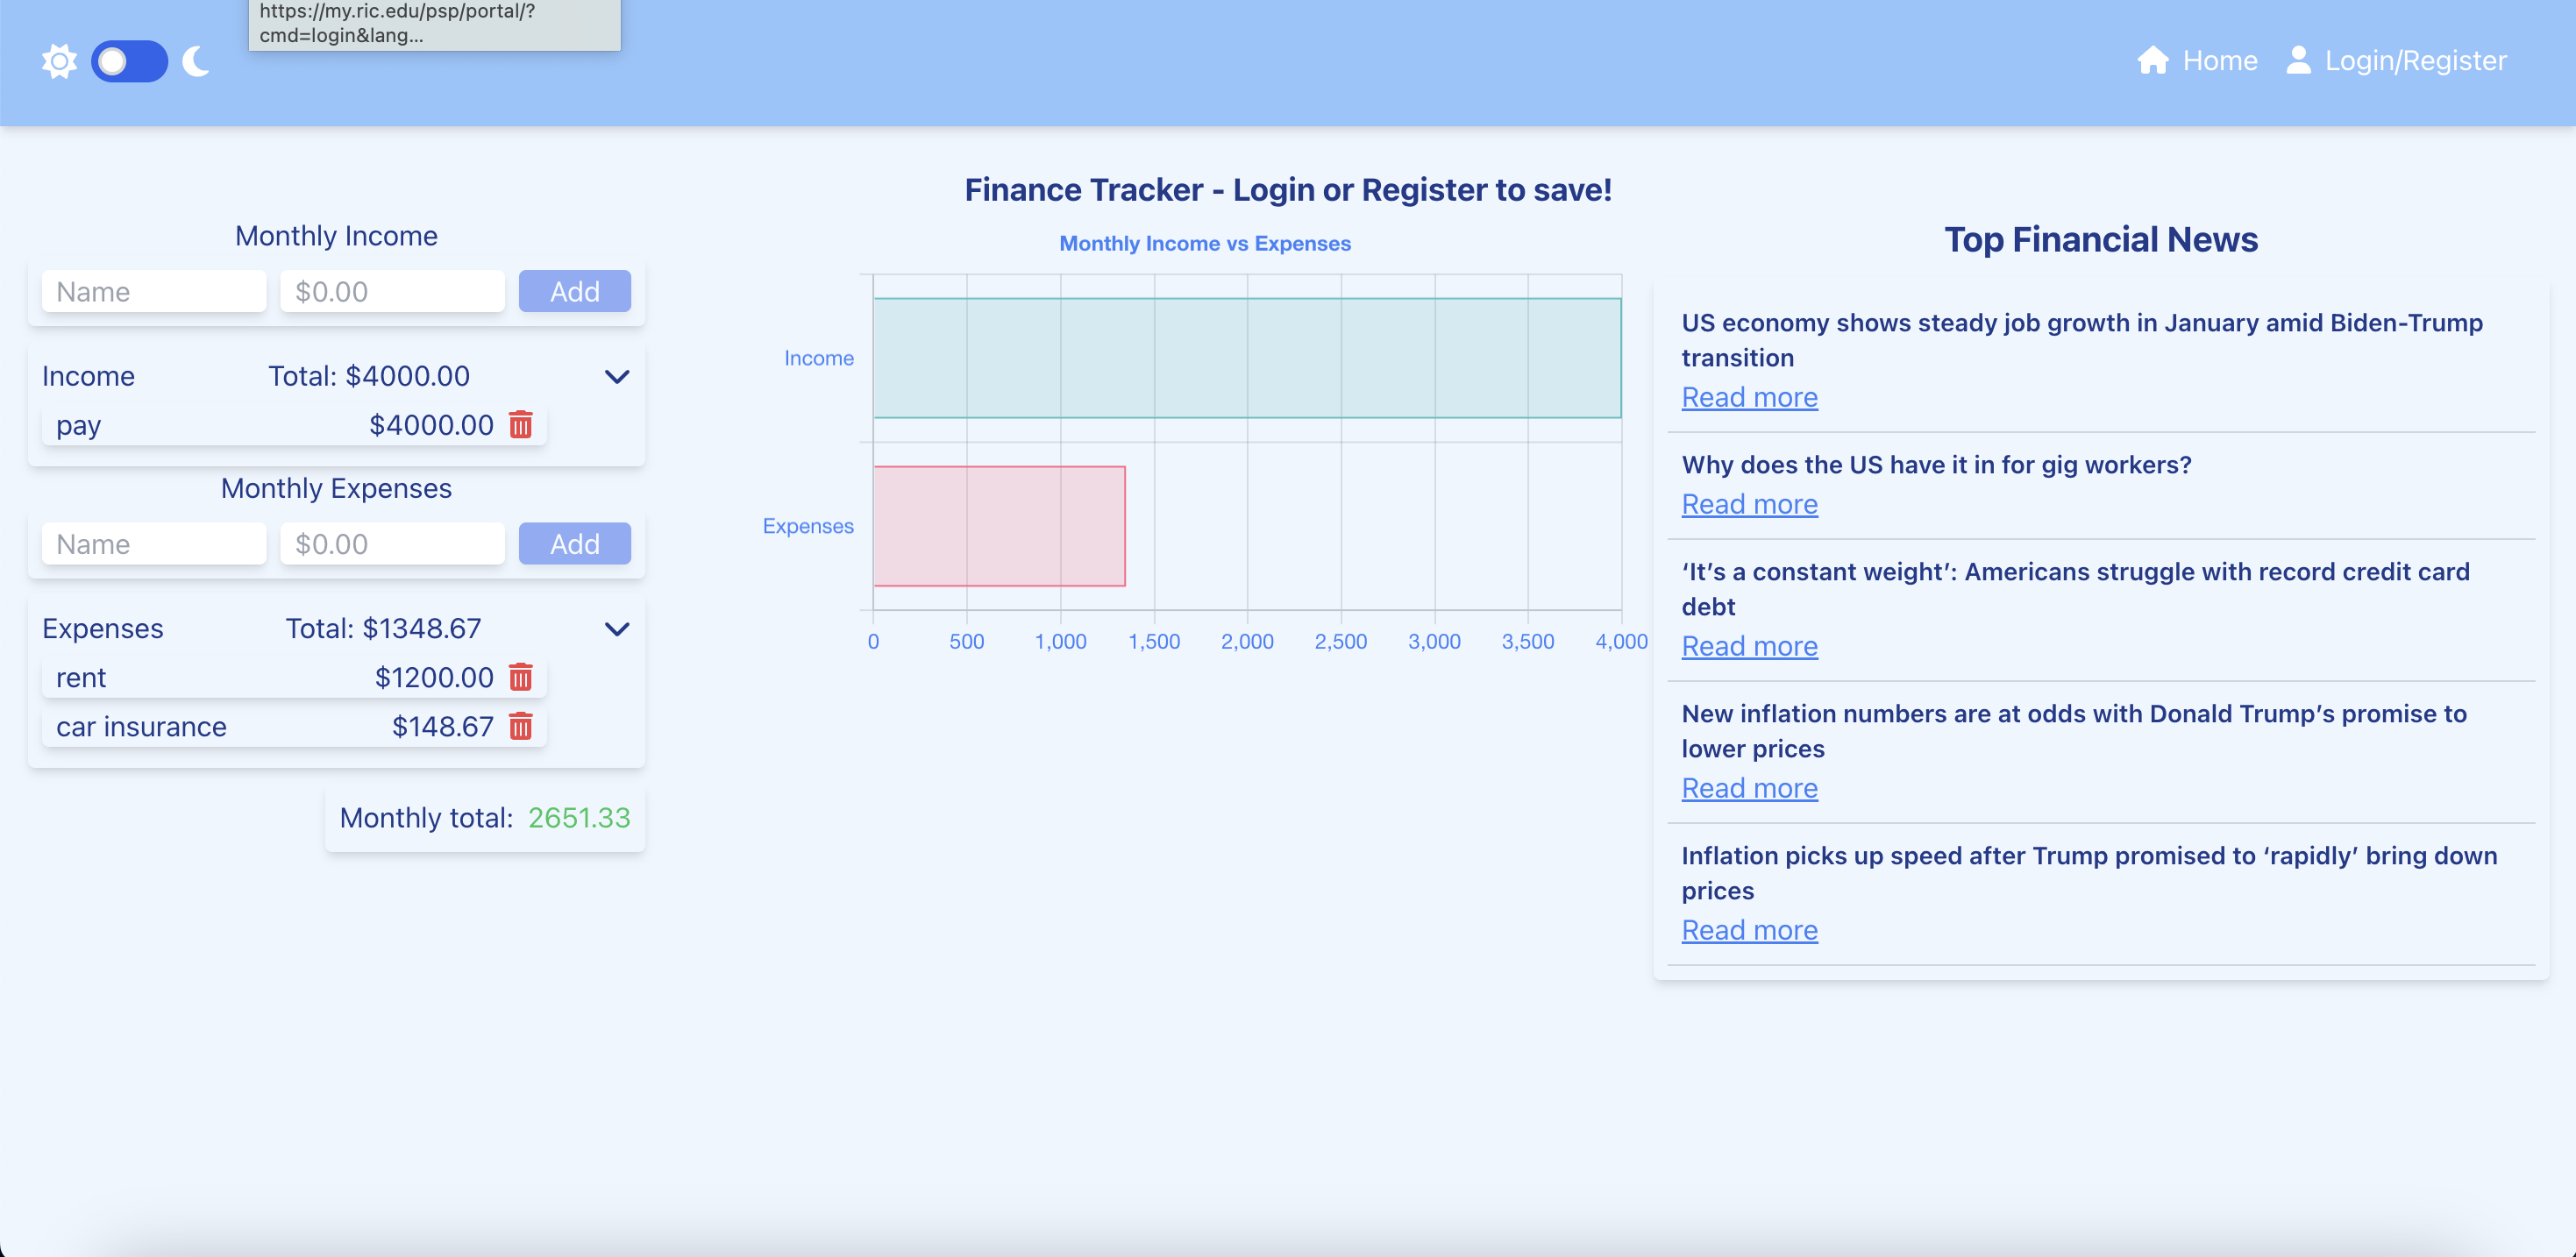 https://my.ric.edu/psp/portal/?
cmd=login&lang...
Home
Login/Register
Finance Tracker - Login or Register to save!
Monthly Income
Name
$0.00
Add
Income
Total: $4000.00
pay
$4000.00
Monthly Expenses
Name
$0.00
Add
Expenses
Total: $1348.67
rent
$1200.00
car insurance
$148.67
Monthly total: 2651.33
Monthly Income vs Expenses
Income
Expenses
0
500
1,000
1,500
2,000
2,500
3,000
3,500
4,000
Top Financial News
US economy shows steady job growth in January amid Biden-Trump
transition
Read more
Why does the US have it in for gig workers?
Read more
‘It’s a constant weight’: Americans struggle with record credit card
debt
Read more
New inflation numbers are at odds with Donald Trump’s promise to
lower prices
Read more
Inflation picks up speed after Trump promised to ‘rapidly’ bring down
prices
Read more